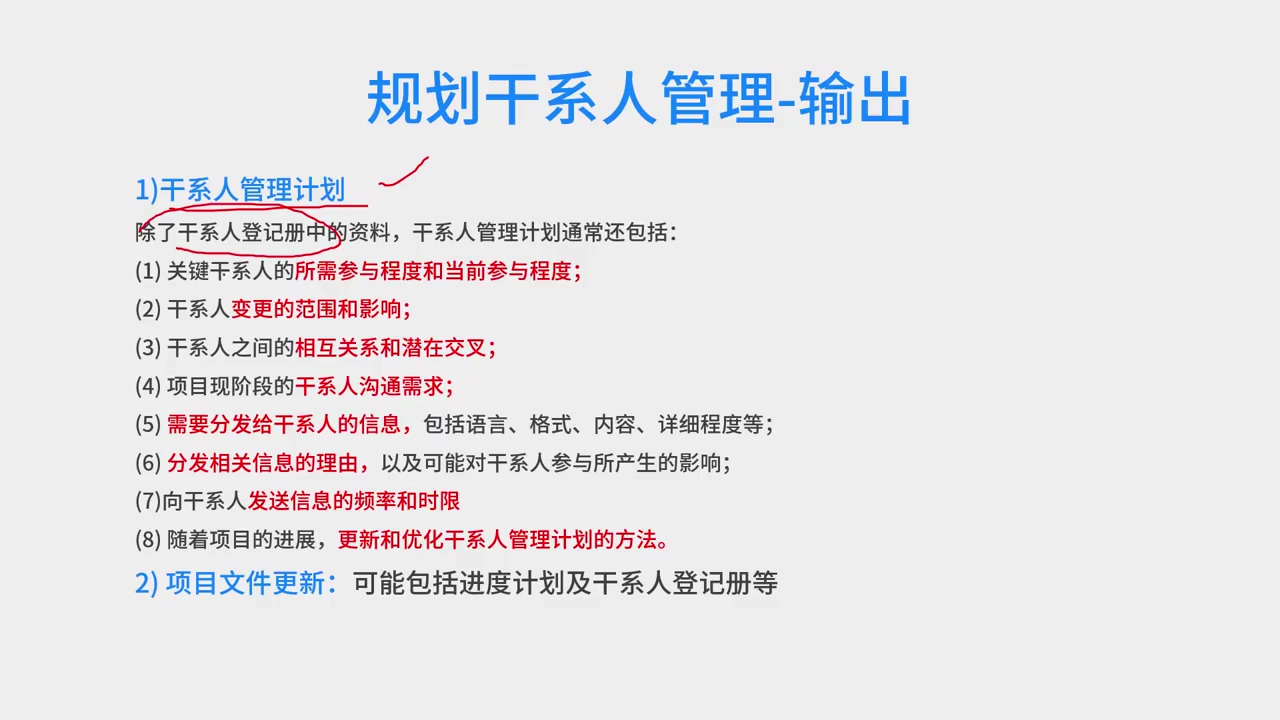 规划干系人管理-输出
1)干系人管理计划
除了干系人登记册中的资料，干系人管理计划通常还包括：
(1) 关键干系人的所需参与程度和当前参与程度；
(2) 干系人变更的范围和影响；
(3) 干系人之间的相互关系和潜在交叉；
(4) 项目现阶段的干系人沟通需求；
(5) 需要分发给干系人的信息，包括语言、格式、内容、详细程度等；
(6) 分发相关信息的理由，以及可能对干系人参与所产生的影响；
(7)向干系人发送信息的频率和时限
(8) 随着项目的进展，更新和优化干系人管理计划的方法。
2) 项目文件更新：可能包括进度计划及干系人登记册等